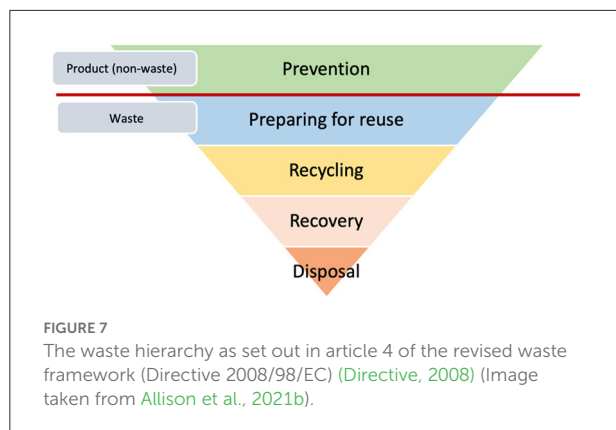 Product (non-waste)
Prevention
Waste
Preparing for reuse
Recycling
Recovery
Disposal
FIGURE 7
The waste hierarchy as set out in article 4 of the revised waste
framework (Directive 2008/98/EC) (Directive, 2008) (Image
taken from Allison et al., 2021b).